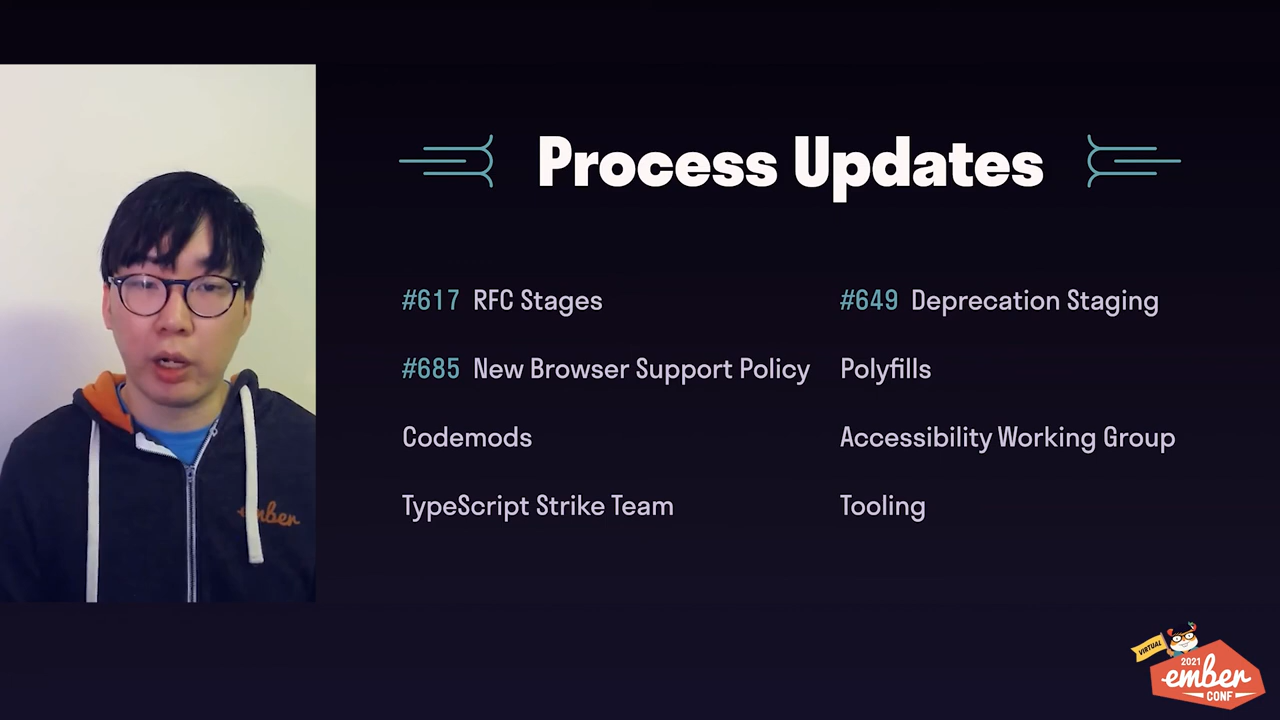 Process Updates
#617 RFC Stages
#649 Deprecation Staging
#685 New Browser Support Policy
Polyfills
Codemods
Accessibility Working Group
TypeScript Strike Team
Tooling
ember
VIRTUAL
2021
ember
CONF